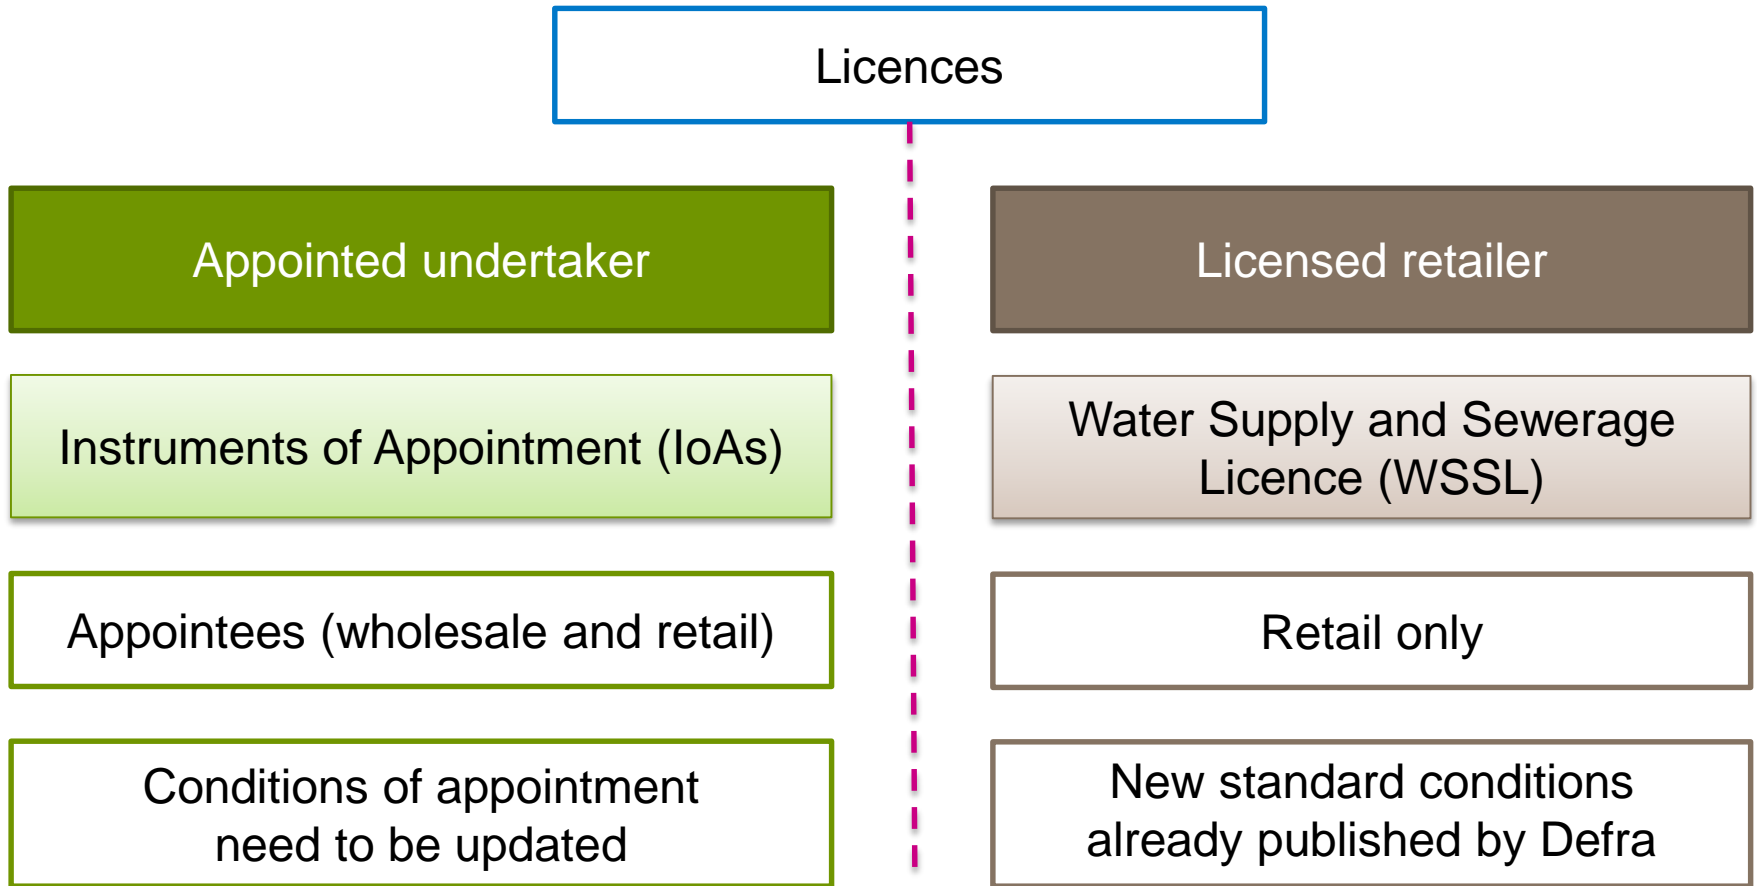 Licences
Appointed undertaker
Licensed retailer
Instruments of Appointment (IoAs)
Water Supply and Sewerage
Licence (WSSL)
Appointees (wholesale and retail)
Retail only
Conditions of appointment
need to be updated
New standard conditions
already published by Defra